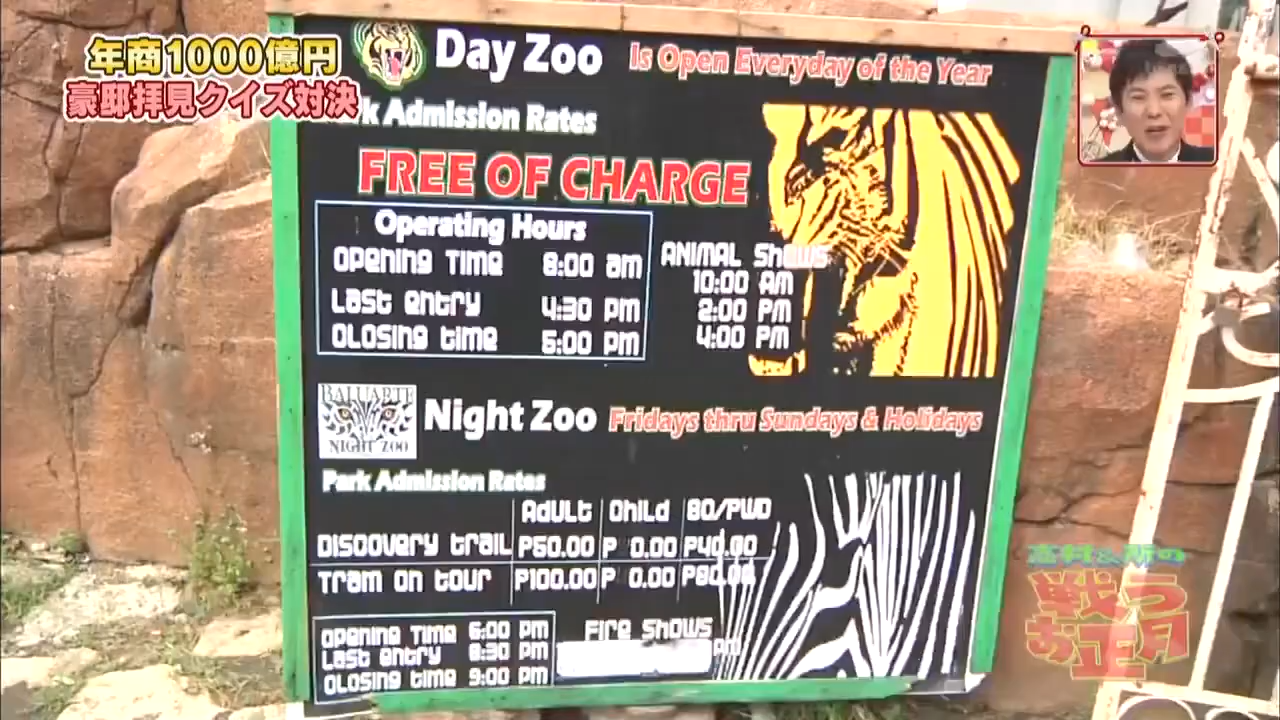 年商1000億円
豪邸拝見クイズ対決
Day Zoo Is Open Everyday of the Year
Admission Rates
FREE OF CHARGE
Operating Hours
Opening Time 8:00 am
Last entry 4:30 PM
Closing time 5:00 PM
ANIMAL Shows
10:00 AM
2:00 PM
4:00 PM
BALUARTE
NIGHT ZOO
Night Zoo Fridays thru Sundays & Holidays
Park Admission Rates
Adult Child
Discovery trail P50.00 P 0.00 P40.00
Tram on tour P100.00 P 0.00 P80.00
Opening Time 6:00 PM
Last entry 8:30 PM
Closing time 9:00 PM
Fire Shows
PM
志村&所の
戦う
お正月